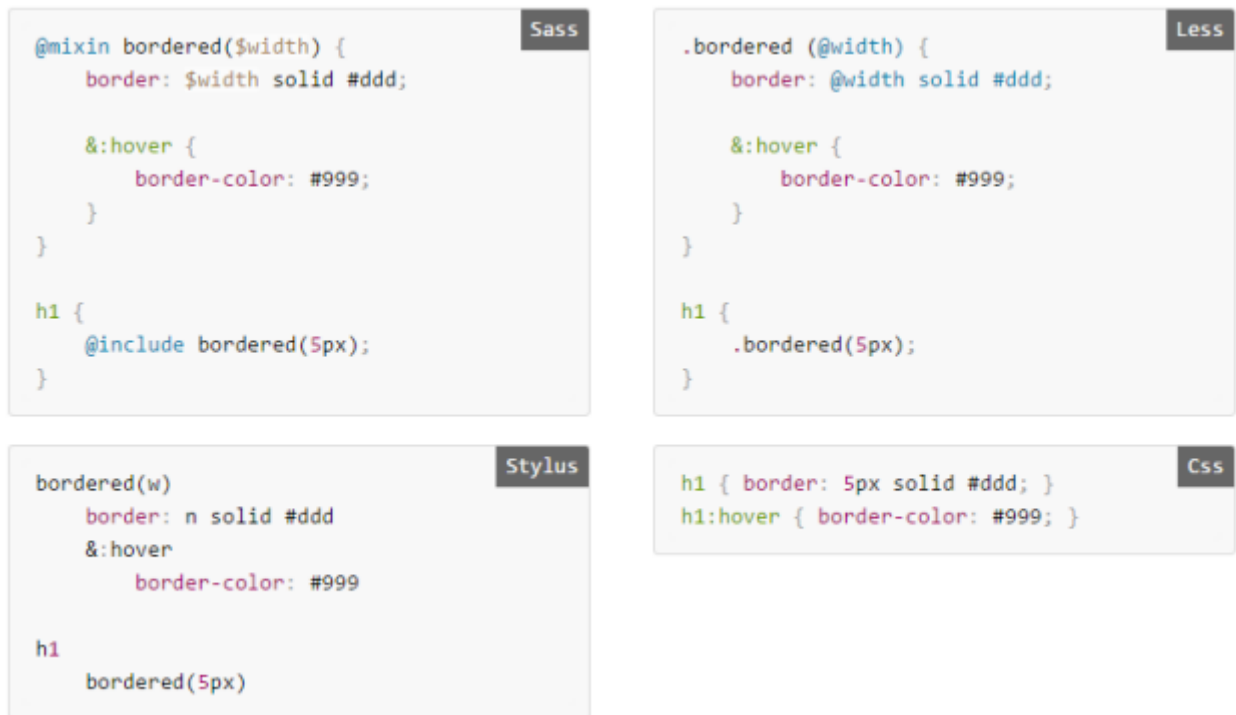 Sass
@mixin bordered($width) {
    border: $width solid #ddd;

    &:hover {
        border-color: #999;
    }
}

h1 {
    @include bordered(5px);
}
Less
.bordered (@width) {
    border: @width solid #ddd;

    &:hover {
        border-color: #999;
    }
}

h1 {
    .bordered(5px);
}
Stylus
bordered(w)
    border: n solid #ddd
    &:hover
        border-color: #999

h1
    bordered(5px)
Css
h1 { border: 5px solid #ddd; }
h1:hover { border-color: #999; }